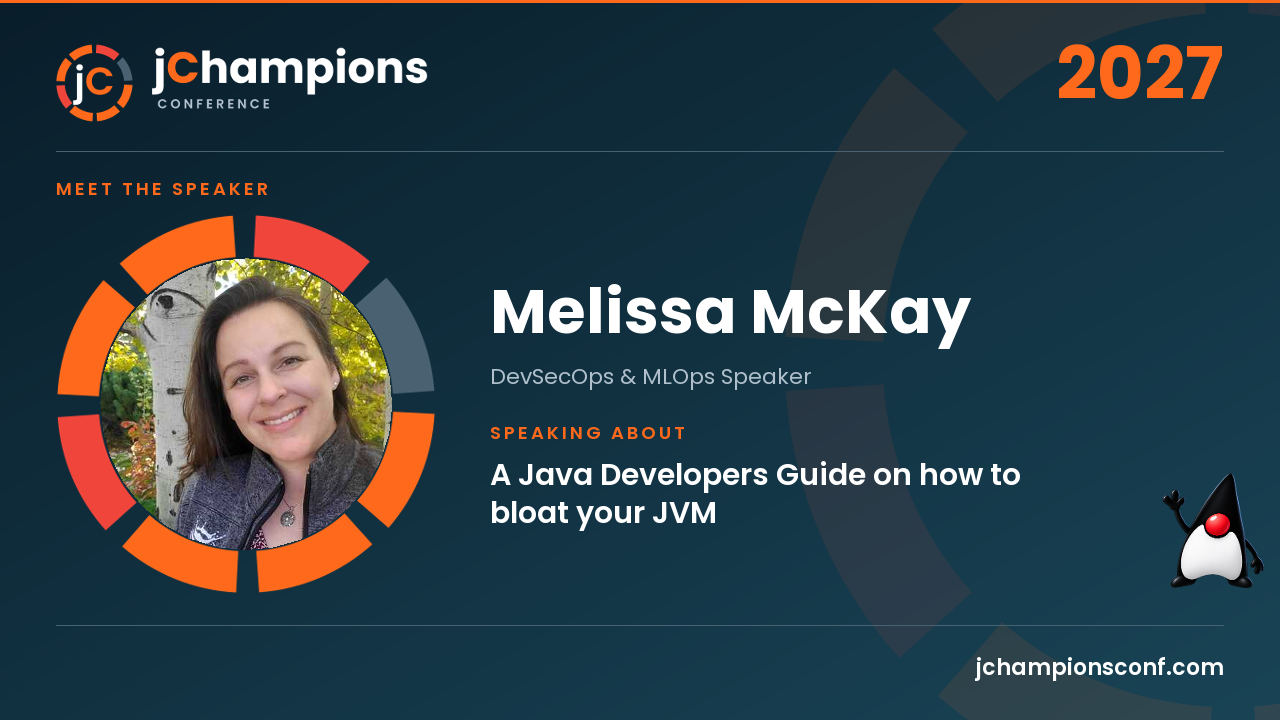 jC
jChampions
CONFERENCE
2027
MEET THE SPEAKER
Melissa McKay
DevSecOps & MLOps Speaker
SPEAKING ABOUT
A Java Developers Guide on how to
bloat your JVM
jchampionsconf.com